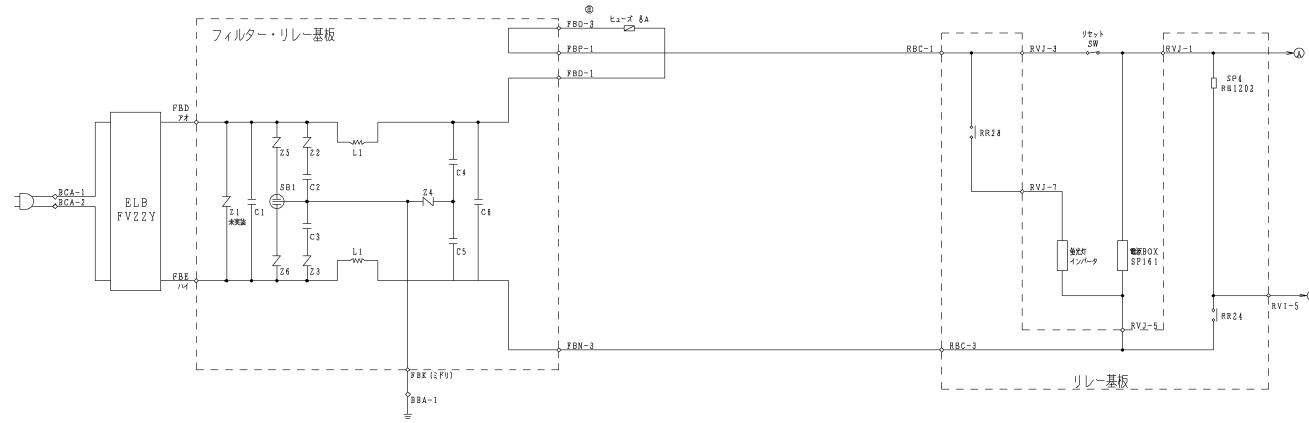 フィルター・リレー基板
FBD-3
ヒューズ 8A
FBP-1
FBD-1
RBC-1
RVJ-3
リセット
SW
RVJ-1
A
SP4
RH1202
FBD
アオ
BCA-1
BCA-2
ELB
FV22Y
Z1
未実装
C1
Z5
SB1
Z6
Z2
C2
C3
Z3
L1
L1
Z4
C4
C5
C6
RR28
RVJ-7
蛍光灯
インバータ
電源BOX
SP161
RVJ-5
RR24
RVI-5
FBE
ハイ
FBN-3
RBC-3
リレー基板
FBK (ミドリ)
BBA-1